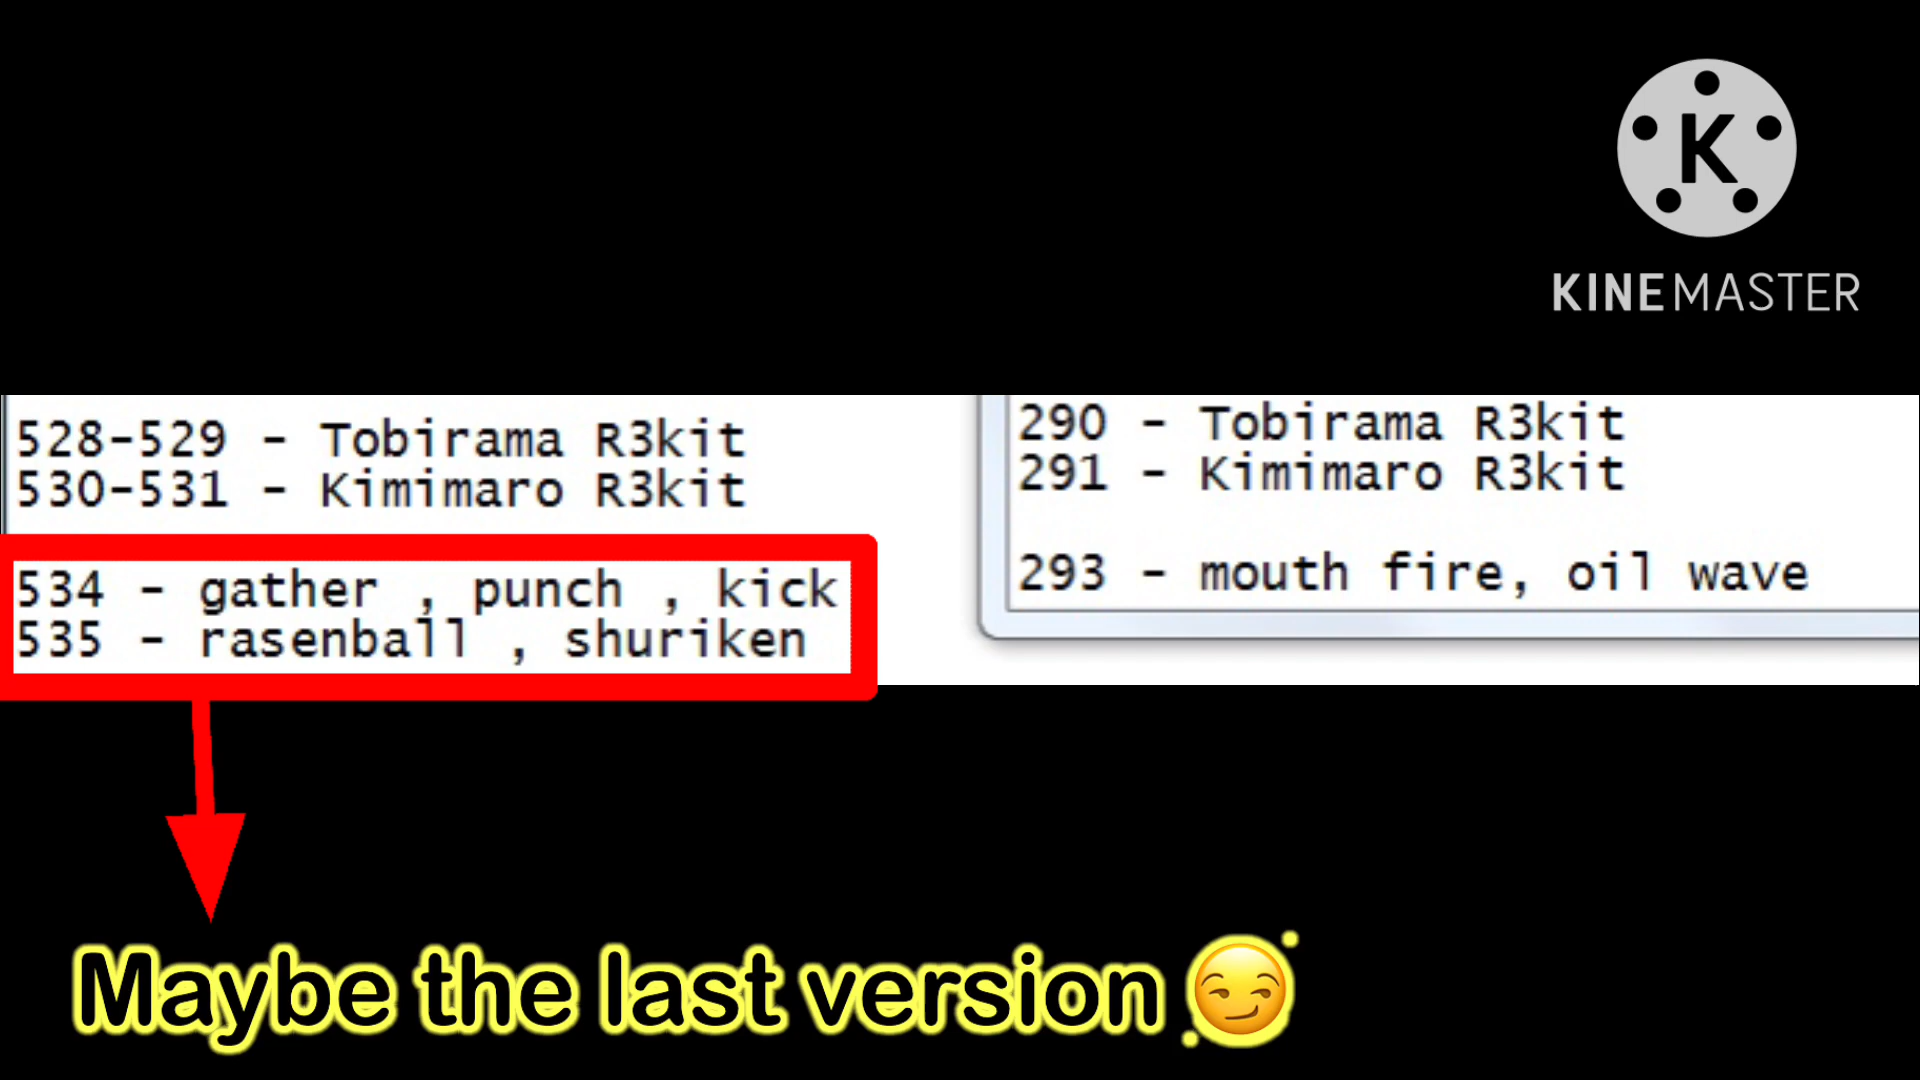 K
KINEMASTER
528-529 - Tobirama R3kit
530-531 - Kimimaro R3kit
534 - gather , punch , kick
535 - rasenball , shuriken
290 - Tobirama R3kit
291 - Kimimaro R3kit
293 - mouth fire, oil wave
Maybe the last version 😏